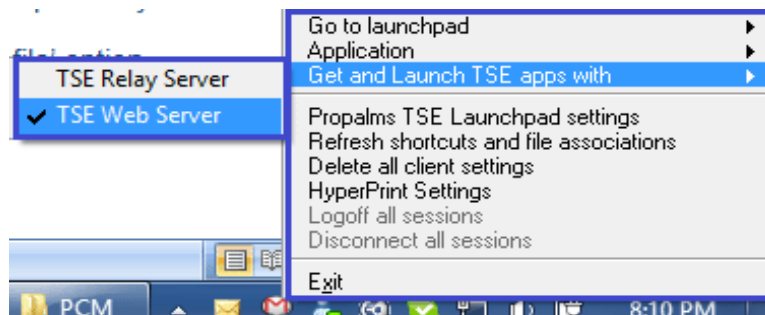 Go to launchpad
Application
Get and Launch TSE apps with
TSE Relay Server
TSE Web Server
Propalms TSE Launchpad settings
Refresh shortcuts and file associations
Delete all client settings
HyperPrint Settings
Logoff all sessions
Disconnect all sessions
Exit
PCM
8:10 PM